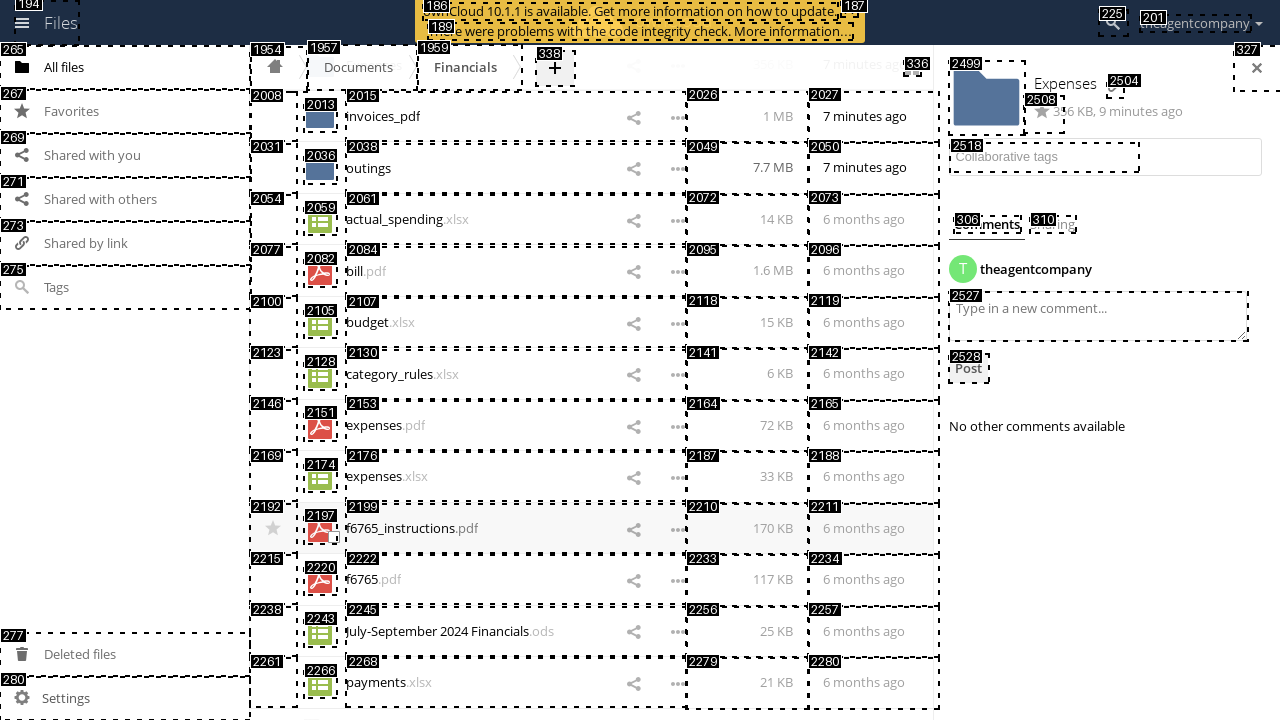 194
Files
186
ownCloud 10.1.1 is available. Get more information on how to update.
187
189
There were problems with the code integrity check. More information...
225
201
theagentcompany
265
All files
267
Favorites
269
Shared with you
271
Shared with others
273
Shared by link
275
Tags
277
Deleted files
280
Settings
1954
1957
Documents
1959
Financials
338
+
336
7 minutes ago
2008
2013
2015
invoices_pdf
2026
1 MB
2027
7 minutes ago
2031
2036
2038
outings
2049
7.7 MB
2050
7 minutes ago
2054
2059
2061
actual_spending.xlsx
2072
14 KB
2073
6 months ago
2077
2082
2084
bill.pdf
2095
1.6 MB
2096
6 months ago
2100
2105
2107
budget.xlsx
2118
15 KB
2119
6 months ago
2123
2128
2130
category_rules.xlsx
2141
6 KB
2142
6 months ago
2146
2151
2153
expenses.pdf
2164
72 KB
2165
6 months ago
2169
2174
2176
expenses.xlsx
2187
33 KB
2188
6 months ago
2192
2197
2199
f6765_instructions.pdf
2210
170 KB
2211
6 months ago
2215
2220
2222
f6765.pdf
2233
117 KB
2234
6 months ago
2238
2243
2245
July-September 2024 Financials.ods
2256
25 KB
2257
6 months ago
2261
2266
2268
payments.xlsx
2279
21 KB
2280
6 months ago
327
2499
Expenses
2504
2508
336 KB, 9 minutes ago
2518
Collaborative tags
306
Comments
310
Sharing
T
theagentcompany
2527
Type in a new comment...
2528
Post
No other comments available